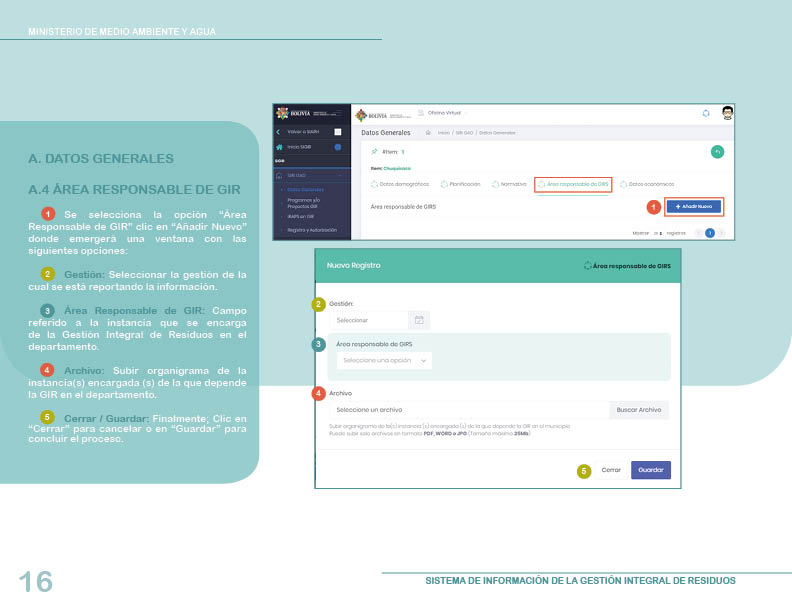 MINISTERIO DE MEDIO AMBIENTE Y AGUA
A. DATOS GENERALES
A.4 ÁREA RESPONSABLE DE GIR
1 Se selecciona la opción “Área
Responsable de GIR” clic en “Añadir Nuevo”
donde emergerá una ventana con las
siguientes opciones:
2 Gestión: Seleccionar la gestión de la
cual se está reportando la información.
3 Área Responsable de GIR: Campo
referido a la instancia que se encarga
de la Gestión Integral de Residuos en el
departamento.
4 Archivo: Subir organigrama de la
instancia(s) encargada (s) de la que depende
la GIR en el departamento.
5 Cerrar / Guardar: Finalmente; Clic en
“Cerrar” para cancelar o en “Guardar” para
concluir el proceso.
BOLIVIA
Volver a SIARH
Inicio SIGIR
SGO
GIR GAD
Datos Generales
Programas y/o
Proyectos GIR
IRAPS en GIR
Registro y Autorización
BOLIVIA
Oficina Virtual
Datos Generales
Inicio / GIR GAD / Datos Generales
#Item: 1
Item: Chuquisaca
Datos demográficos
Planificación
Normativa
Área responsable de GIRS
Datos económicos
Área responsable de GIRS
1
+ Añadir Nuevo
Mostrar registros
1
Nuevo Registro
Área responsable de GIRS
2 Gestión:
Seleccionar
3 Área responsable de GIRS
Seleccione una opción
4 Archivo
Seleccione un archivo
Buscar Archivo
Subir organigrama de la(s) instancia (s) encargada (s) de la que depende la GIR en el municipio
Puede subir solo archivos en formato PDF, WORD o JPG (Tamaño máximo 25Mb)
5 Cerrar
Guardar
16
SISTEMA DE INFORMACIÓN DE LA GESTIÓN INTEGRAL DE RESIDUOS